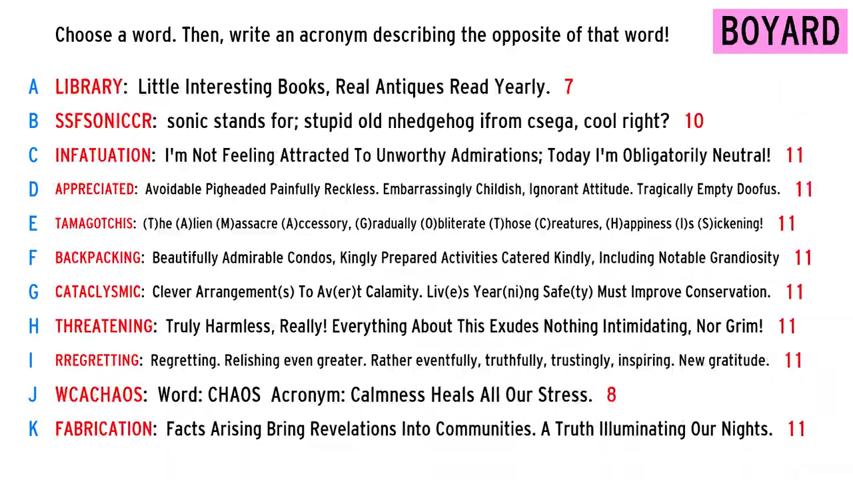 Choose a word. Then, write an acronym describing the opposite of that word!
BOYARD
A LIBRARY: Little Interesting Books, Real Antiques Read Yearly. 7
B SSFSONICCR: sonic stands for; stupid old nhedgehog ifrom csega, cool right? 10
C INFATUATION: I'm Not Feeling Attracted To Unworthy Admirations; Today I'm Obligatorily Neutral! 11
D APPRECIATED: Avoidable Pigheaded Painfully Reckless. Embarrassingly Childish, Ignorant Attitude. Tragically Empty Doofus. 11
E TAMAGOTCHIS: (T)he (A)lien (M)assacre (A)ccessory, (G)radually (O)bliterate (T)hose (C)reatures, (H)appiness (I)s (S)ickening! 11
F BACKPACKING: Beautifully Admirable Condos, Kingly Prepared Activities Catered Kindly, Including Notable Grandiosity 11
G CATACLYSMIC: Clever Arrangement(s) To Av(er)t Calamity. Liv(e)s Year(ni)ng Safe(ty) Must Improve Conservation. 11
H THREATENING: Truly Harmless, Really! Everything About This Exudes Nothing Intimidating, Nor Grim! 11
I RREGRETTING: Regretting. Relishing even greater. Rather eventfully, truthfully, trustingly, inspiring. New gratitude. 11
J WCACHAOS: Word: CHAOS Acronym: Calmness Heals All Our Stress. 8
K FABRICATION: Facts Arising Bring Revelations Into Communities. A Truth Illuminating Our Nights. 11